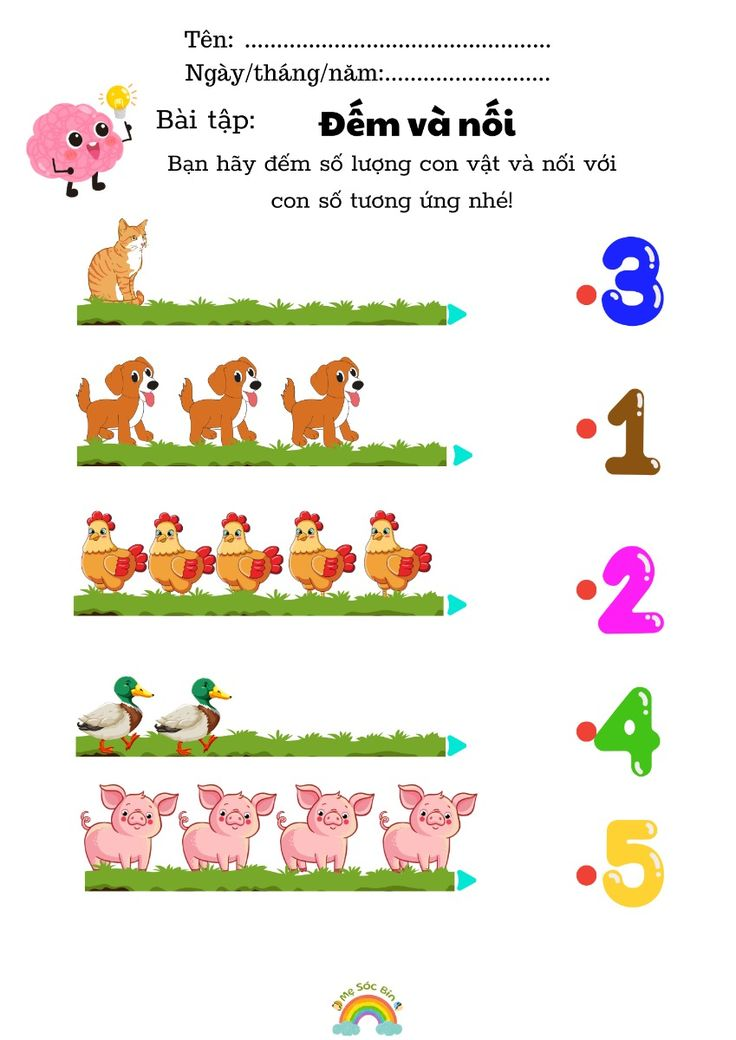 Tên: ................................................
Ngày/tháng/năm:..........................
Bài tập: Đếm và nối
Bạn hãy đếm số lượng con vật và nối với
con số tương ứng nhé!
3
1
2
4
5
Mẹ Sóc Bin